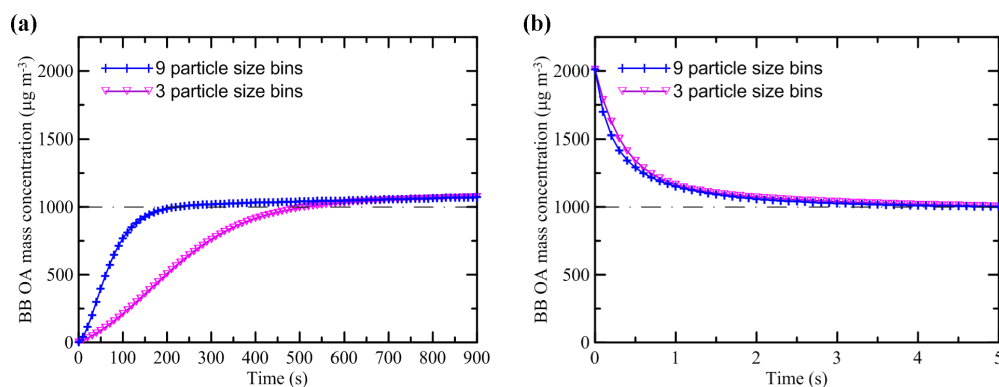 (a)
BB OA mass concentration (µg m⁻³)
2000
1500
1000
500
0
9 particle size bins
3 particle size bins
0 100 200 300 400 500 600 700 800 900
Time (s)
(b)
BB OA mass concentration (µg m⁻³)
2000
1500
1000
500
0
9 particle size bins
3 particle size bins
0 1 2 3 4 5
Time (s)